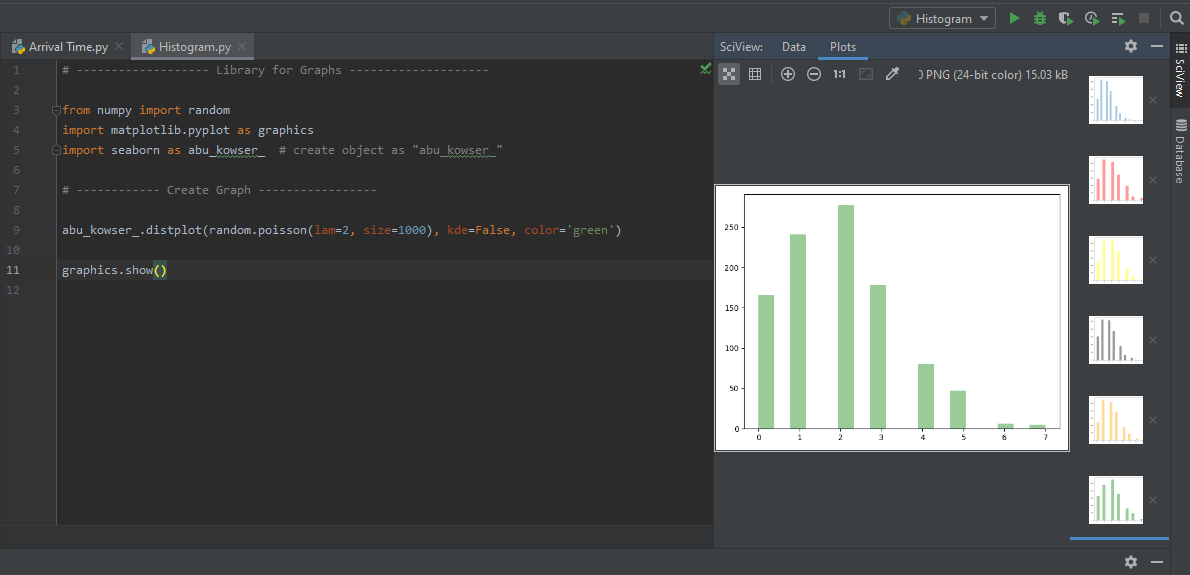 Histogram
Arrival Time.py
Histogram.py
SciView:
Data
Plots
1
# ------------------ Library for Graphs -------------------
2
3
from numpy import random
4
import matplotlib.pyplot as graphics
5
import seaborn as abu_kowser_  # create object as "abu_kowser_"
6
7
# ------------ Create Graph ----------------
8
9
abu_kowser_.distplot(random.poisson(lam=2, size=1000), kde=False, color='green')
10
11
graphics.show()
12
1:1
0 PNG (24-bit color) 15.03 kB
250
200
150
100
50
0
0 1 2 3 4 5 6 7
SciView
Database